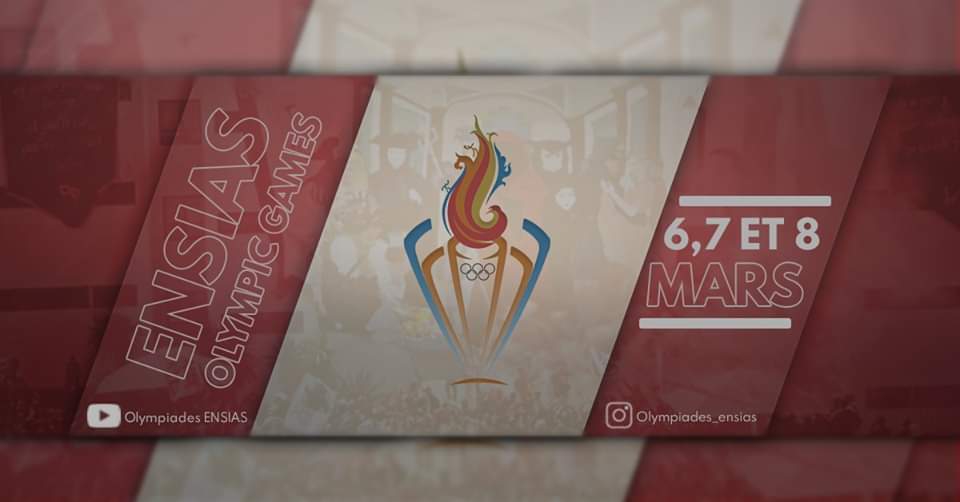 ENSIAS
OLYMPIC GAMES
6,7 ET 8
MARS
Olympiades ENSIAS
Olympiades_ensias